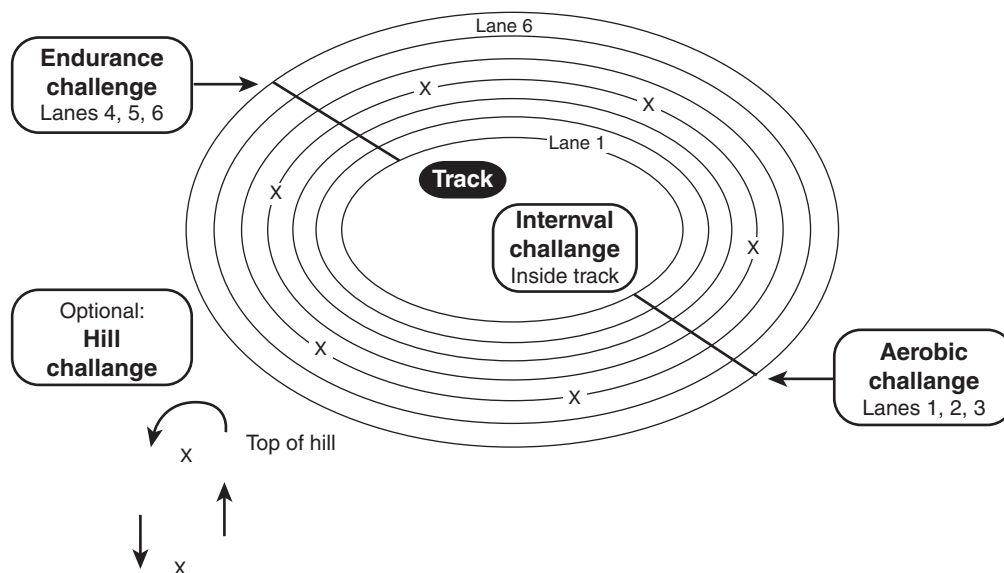 Lane 6
Endurance
challenge
Lanes 4, 5, 6
X
X
Lane 1
Track
X
Internval
challange
Inside track
X
Optional:
Hill
challange
X
Aerobic
challange
Lanes 1, 2, 3
X
Top of hill
X
X